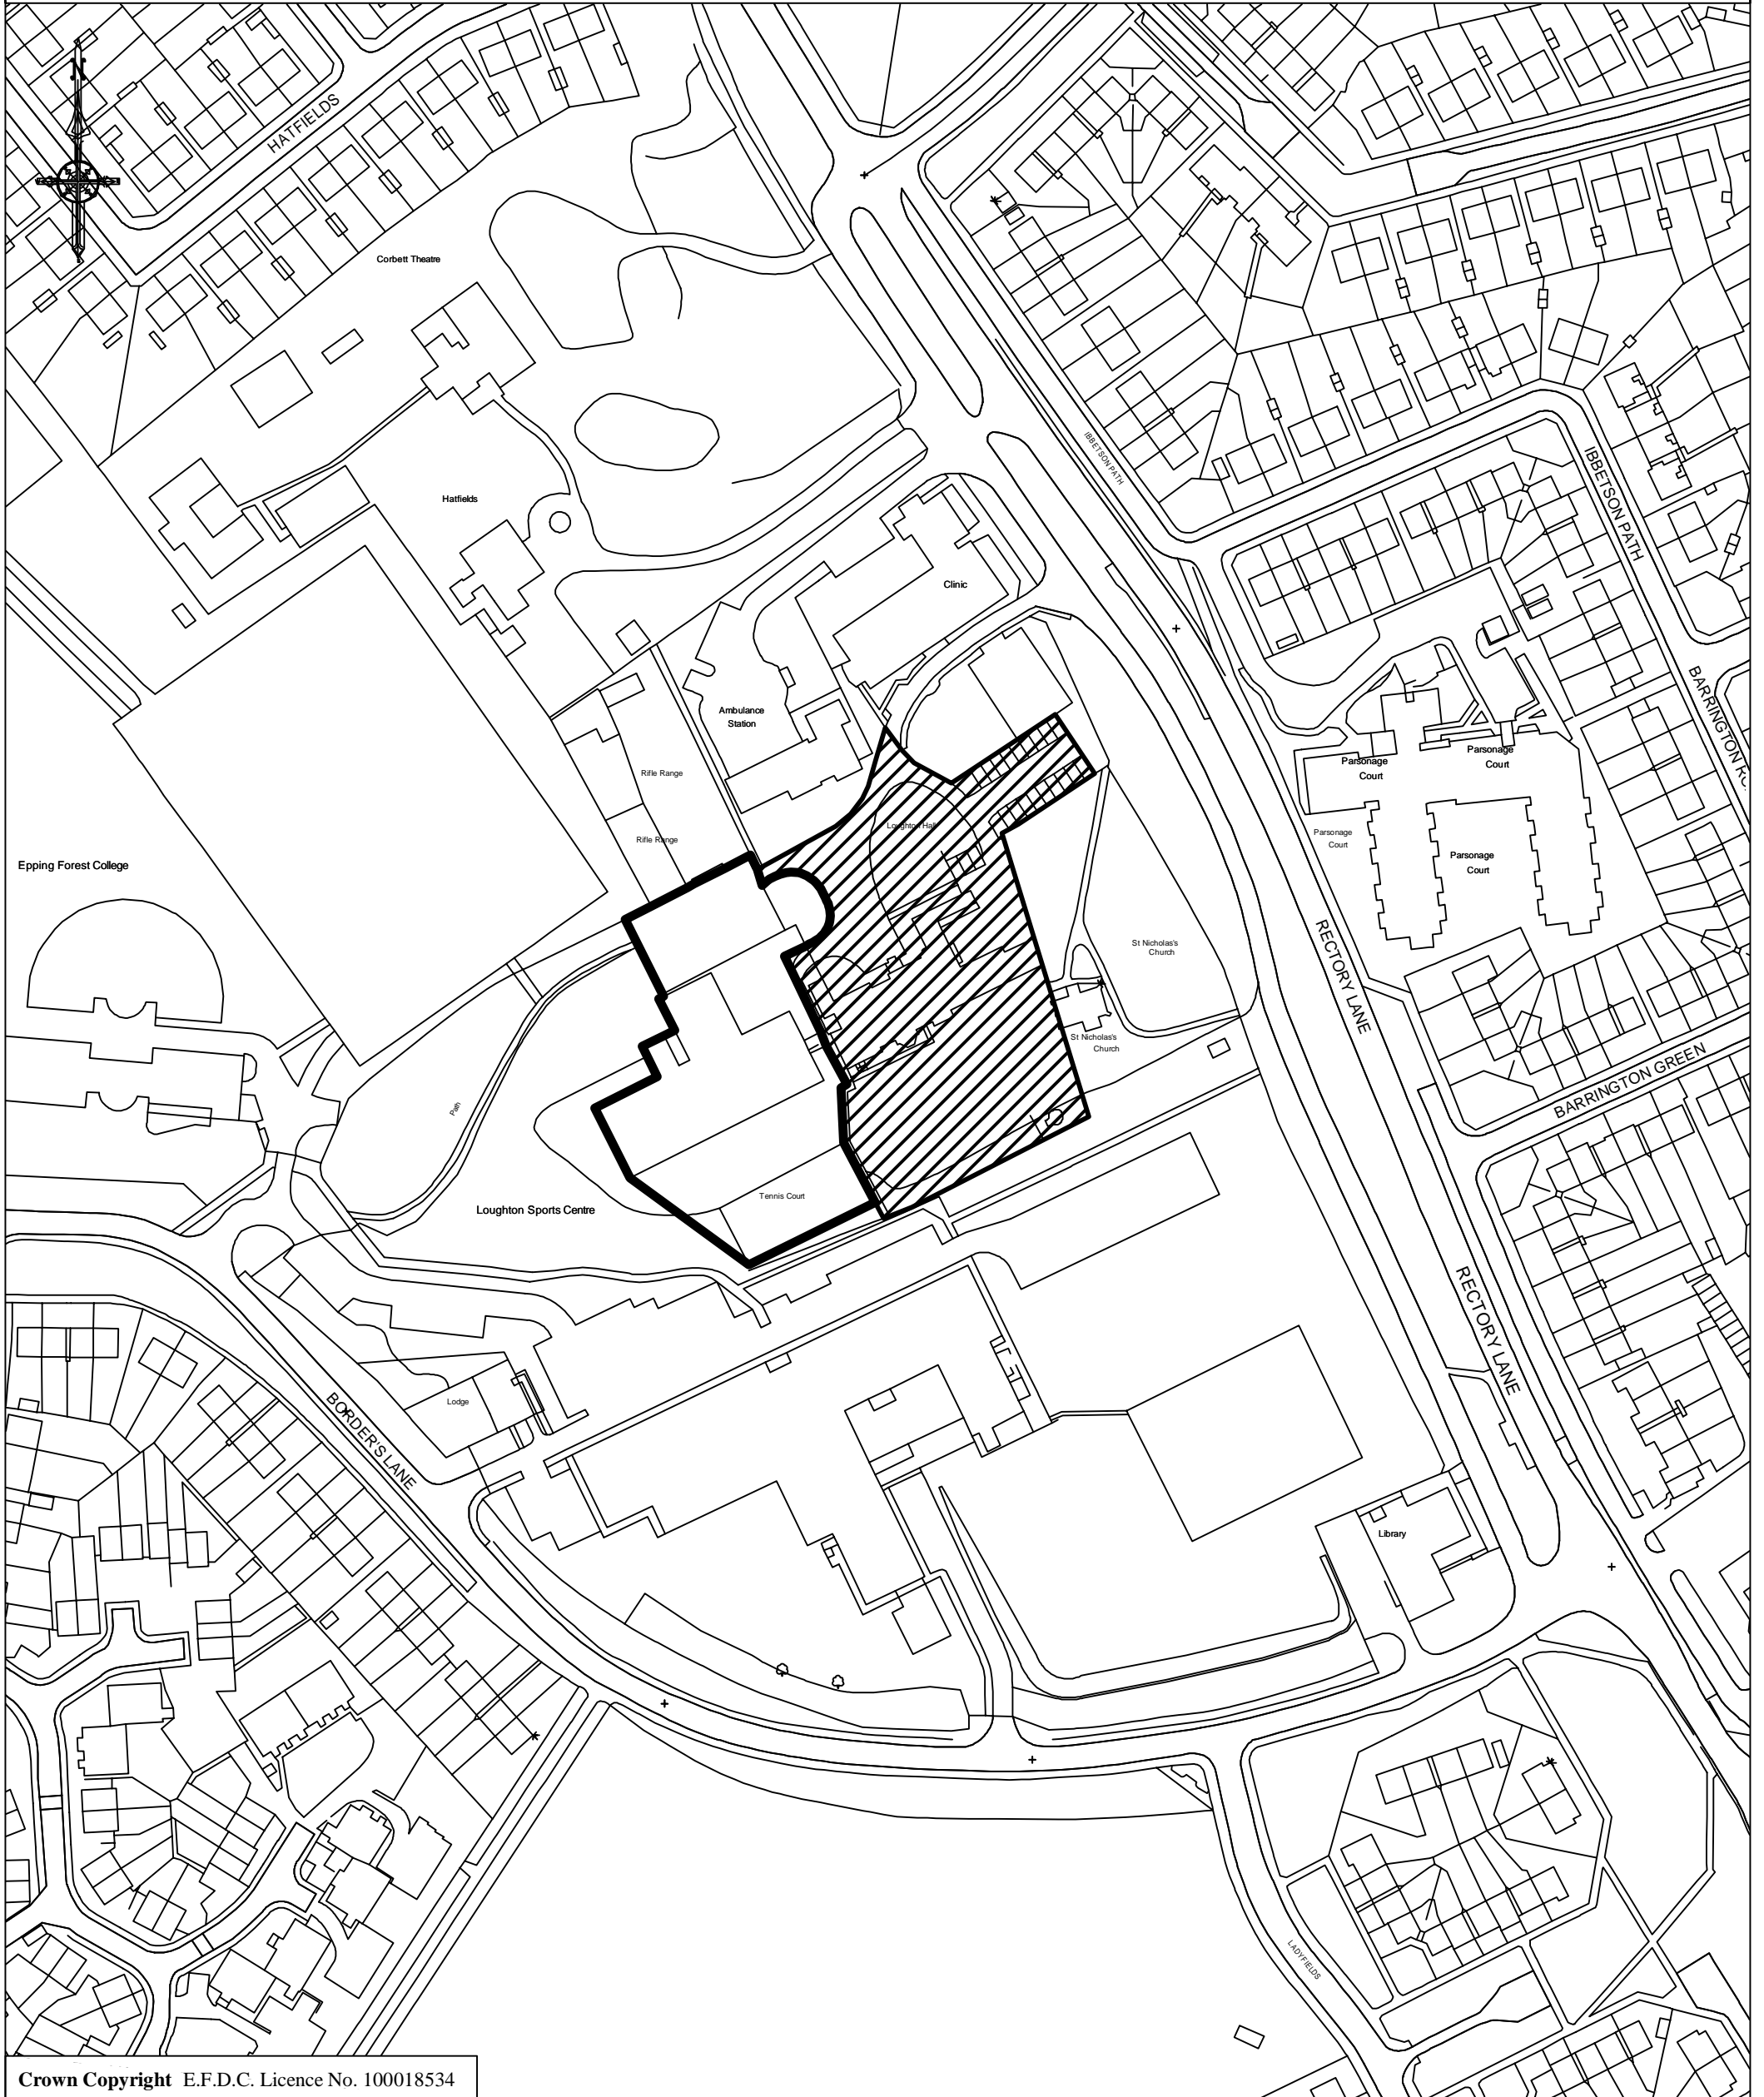 N
HATFIELDS
Corbett Theatre
IBBETSON PATH
IBBETSON PATH
Hatfields
Clinic
BARRINGTON
Ambulance
Station
Parsonage
Court
Parsonage
Court
Rifle Range
Loughton Hall
Parsonage
Court
Rifle Range
Parsonage
Court
Epping Forest College
St Nicholas's
Church
RECTORY LANE
St Nicholas's
Church
BARRINGTON GREEN
Path
Tennis Court
Loughton Sports Centre
RECTORY LANE
BORDER'S LANE
Lodge
Library
LADYFIELDS
Crown Copyright E.F.D.C. Licence No. 100018534